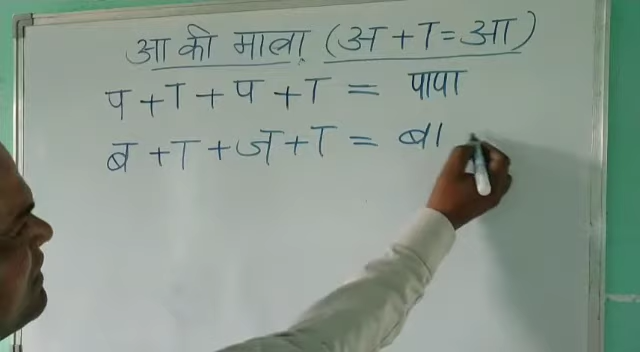 आ की मात्रा (अ + ा = आ)
प + ा + प + ा = पापा
ब + ा + ज + ा = बा